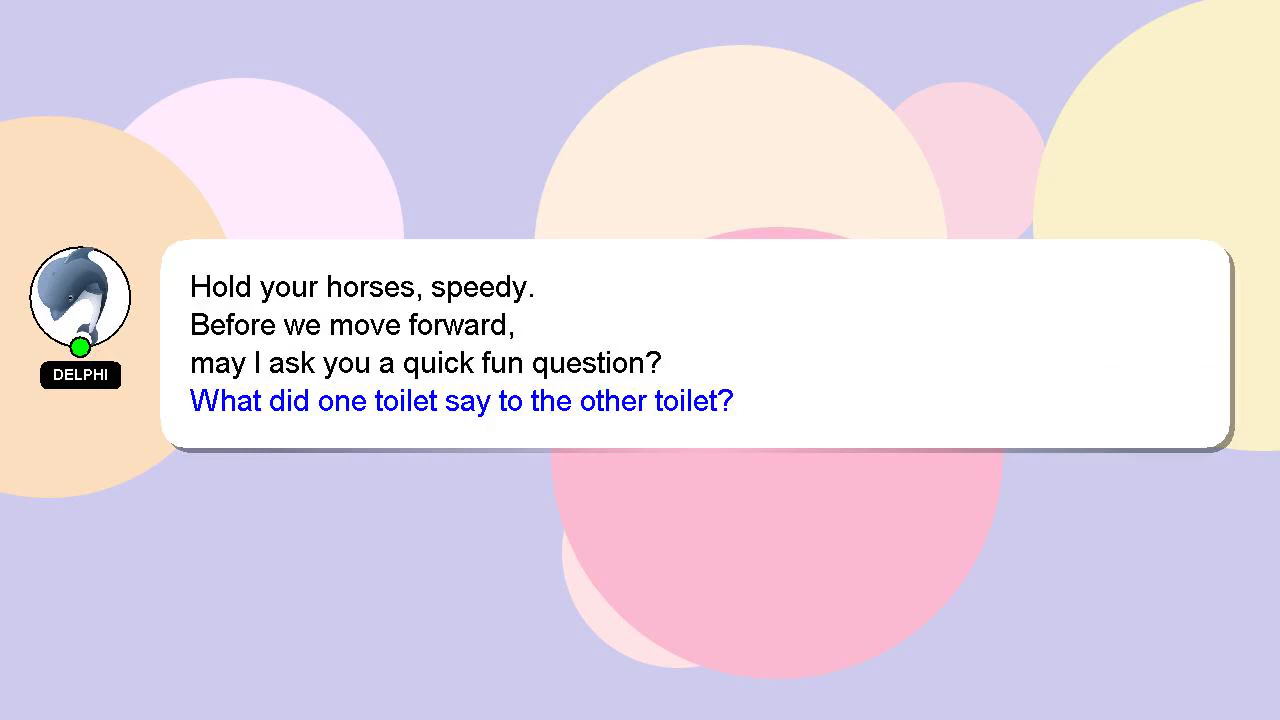 Hold your horses, speedy.
Before we move forward,
may I ask you a quick fun question?
What did one toilet say to the other toilet?
DELPHI